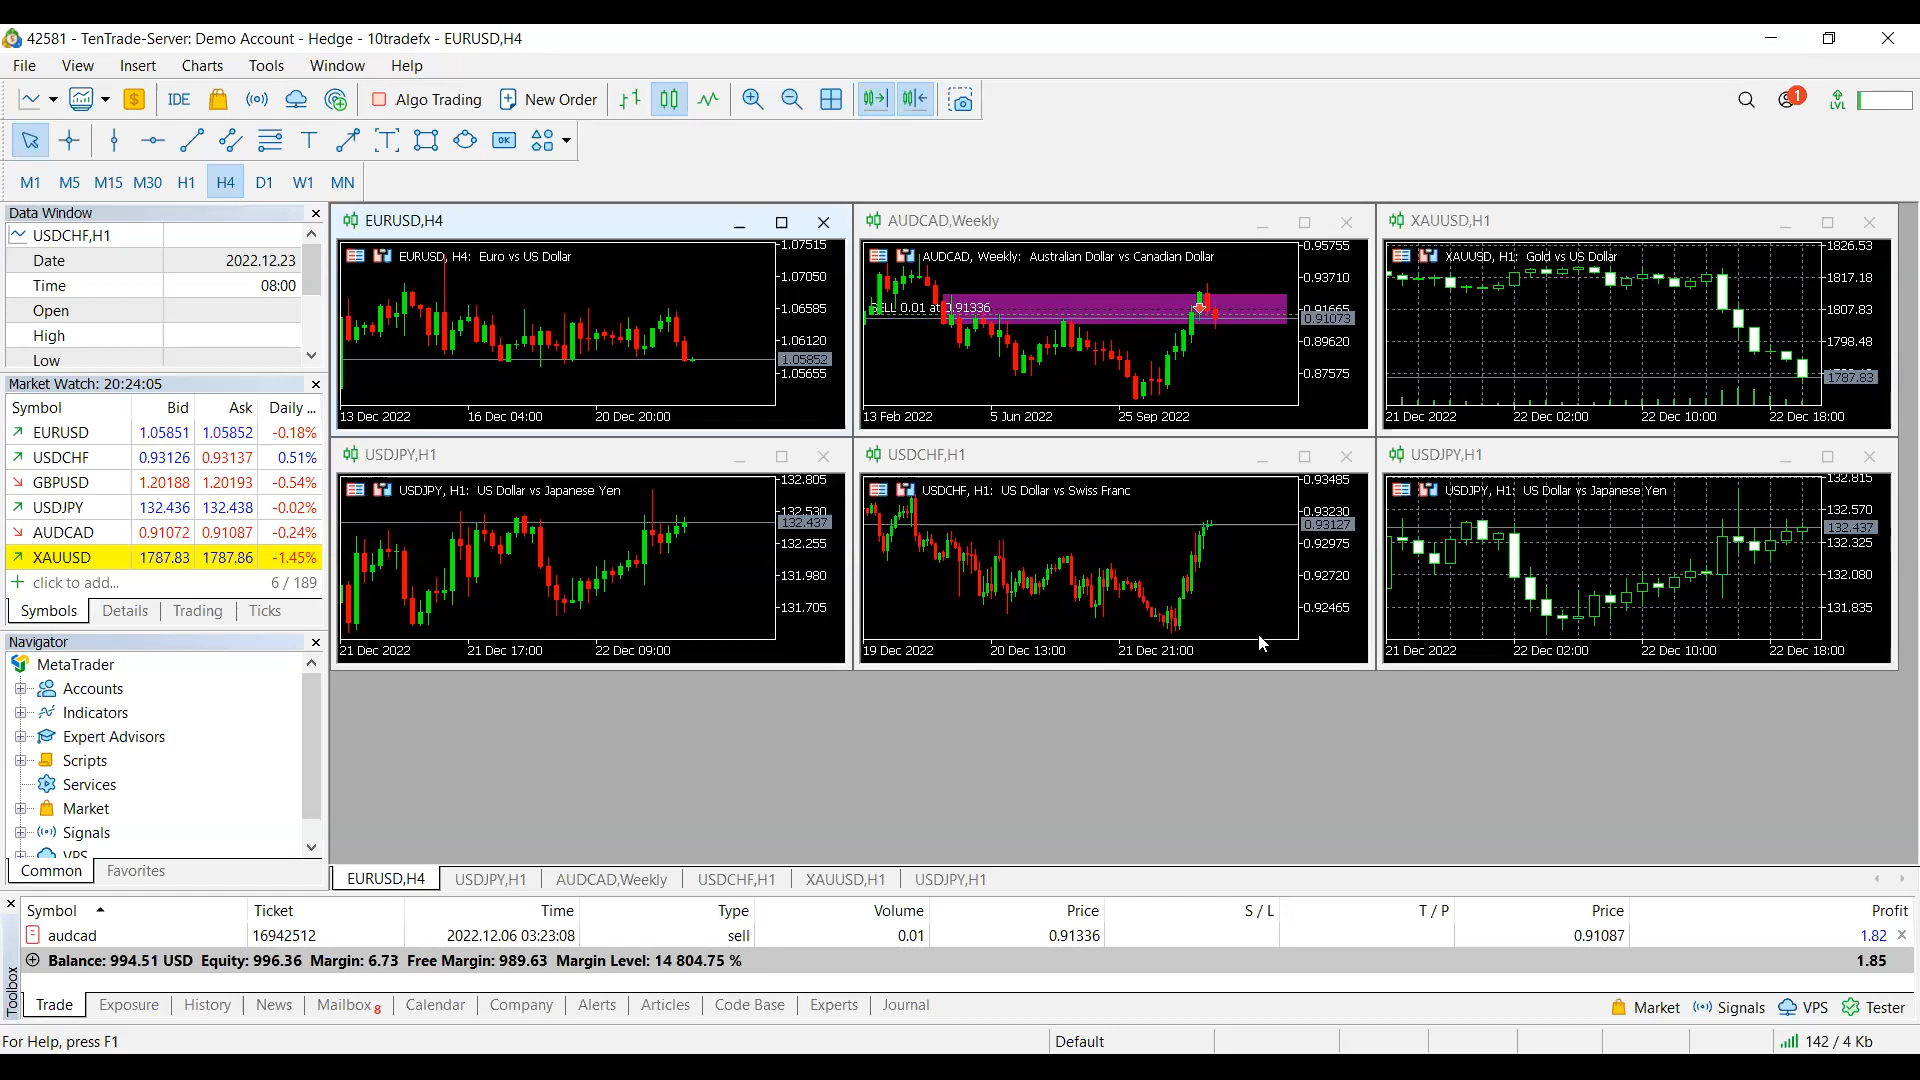 42581 - TenTrade-Server: Demo Account - Hedge - 10tradefx - EURUSD,H4
File View Insert Charts Tools Window Help
IDE Algo Trading New Order 1 LVL
T T OK
M1 M5 M15 M30 H1 H4 D1 W1 MN
Data Window
USDCHF,H1
Date 2022.12.23
Time 08:00
Open
High
Low
Market Watch: 20:24:05
Symbol Bid Ask Daily ...
EURUSD 1.05851 1.05852 -0.18%
USDCHF 0.93126 0.93137 0.51%
GBPUSD 1.20188 1.20193 -0.54%
USDJPY 132.436 132.438 -0.02%
AUDCAD 0.91072 0.91087 -0.24%
XAUUSD 1787.83 1787.86 -1.45%
click to add... 6 / 189
Symbols Details Trading Ticks
Navigator
MetaTrader
Accounts
Indicators
Expert Advisors
Scripts
Services
Market
Signals
VPS
Common Favorites
EURUSD,H4
EURUSD, H4: Euro vs US Dollar
1.07515
1.07050
1.06585
1.06120
1.05852
1.05655
13 Dec 2022 16 Dec 04:00 20 Dec 20:00
AUDCAD,Weekly
AUDCAD, Weekly: Australian Dollar vs Canadian Dollar
SELL 0.01 at 0.91336
0.95755
0.93710
0.91665
0.91073
0.89620
0.87575
13 Feb 2022 5 Jun 2022 25 Sep 2022
XAUUSD,H1
XAUUSD, H1: Gold vs US Dollar
1826.53
1817.18
1807.83
1798.48
1787.83
21 Dec 2022 22 Dec 02:00 22 Dec 10:00 22 Dec 18:00
USDJPY,H1
USDJPY, H1: US Dollar vs Japanese Yen
132.805
132.530
132.437
132.255
131.980
131.705
21 Dec 2022 21 Dec 17:00 22 Dec 09:00
USDCHF,H1
USDCHF, H1: US Dollar vs Swiss Franc
0.93485
0.93230
0.93127
0.92975
0.92720
0.92465
19 Dec 2022 20 Dec 13:00 21 Dec 21:00
USDJPY,H1
USDJPY, H1: US Dollar vs Japanese Yen
132.815
132.570
132.437
132.325
132.080
131.835
21 Dec 2022 22 Dec 02:00 22 Dec 10:00 22 Dec 18:00
EURUSD,H4 USDJPY,H1 AUDCAD,Weekly USDCHF,H1 XAUUSD,H1 USDJPY,H1
Symbol Ticket Time Type Volume Price S / L T / P Price Profit
audcad 16942512 2022.12.06 03:23:08 sell 0.01 0.91336 0.91087 1.82
Balance: 994.51 USD Equity: 996.36 Margin: 6.73 Free Margin: 989.63 Margin Level: 14 804.75 % 1.85
Toolbox
Trade Exposure History News Mailbox 8 Calendar Company Alerts Articles Code Base Experts Journal Market Signals VPS Tester
For Help, press F1 Default 142 / 4 Kb